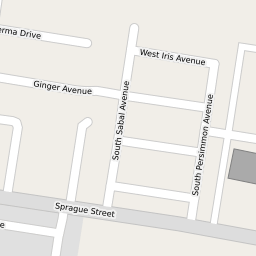 erma Drive
West Iris Avenue
Ginger Avenue
South Sabal Avenue
South Persimmon Avenue
Sprague Street
e